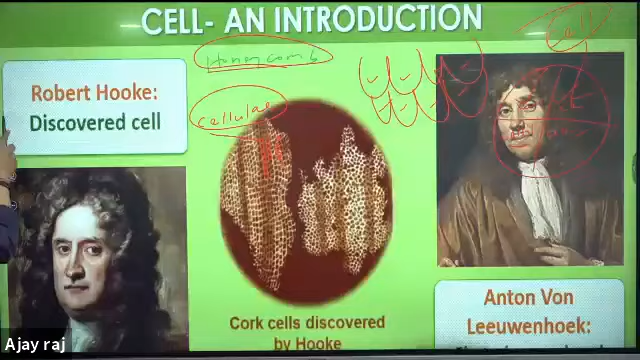 CELL- AN INTRODUCTION
Honeycomb
Cell
Robert Hooke:
Discovered cell
cellulae
Cork cells discovered
by Hooke
Anton Von
Leeuwenhoek:
Ajay raj